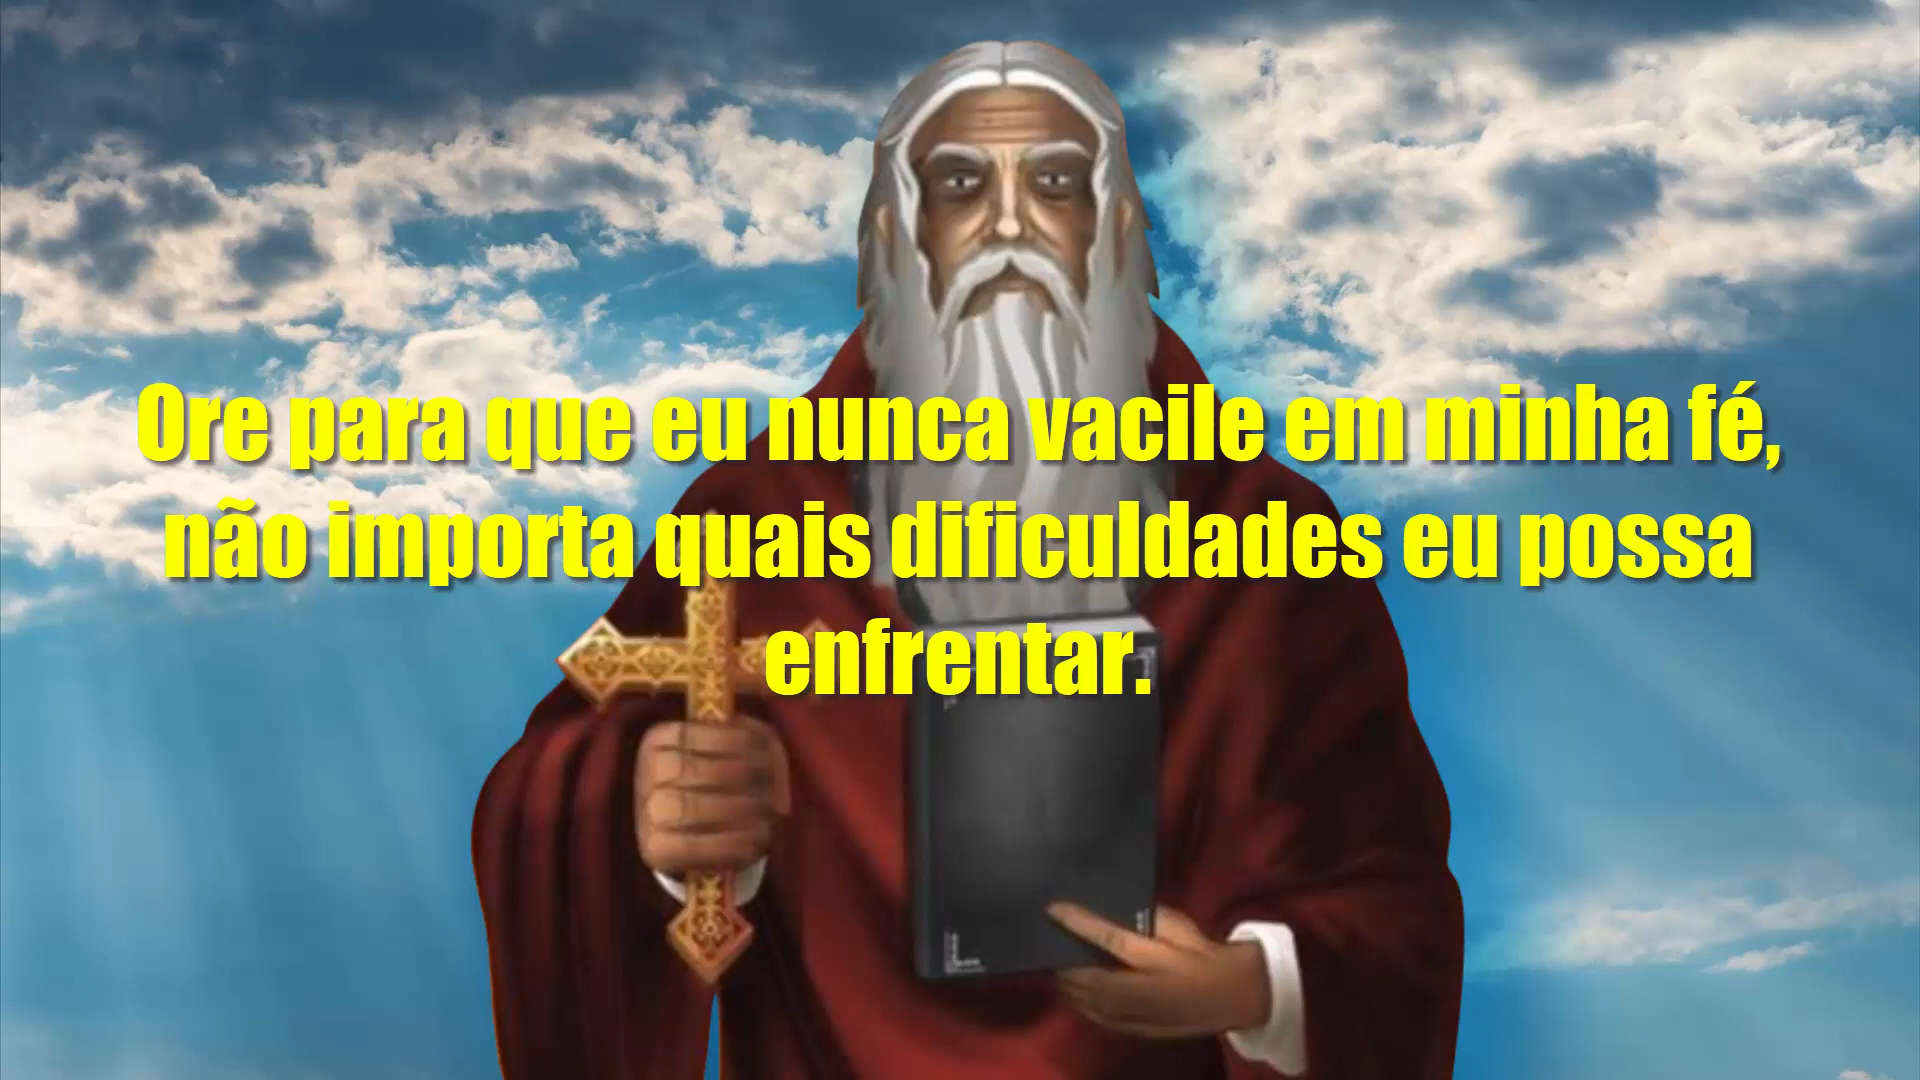 Ore para que eu nunca vacile em minha fé,
não importa quais dificuldades eu possa
enfrentar.